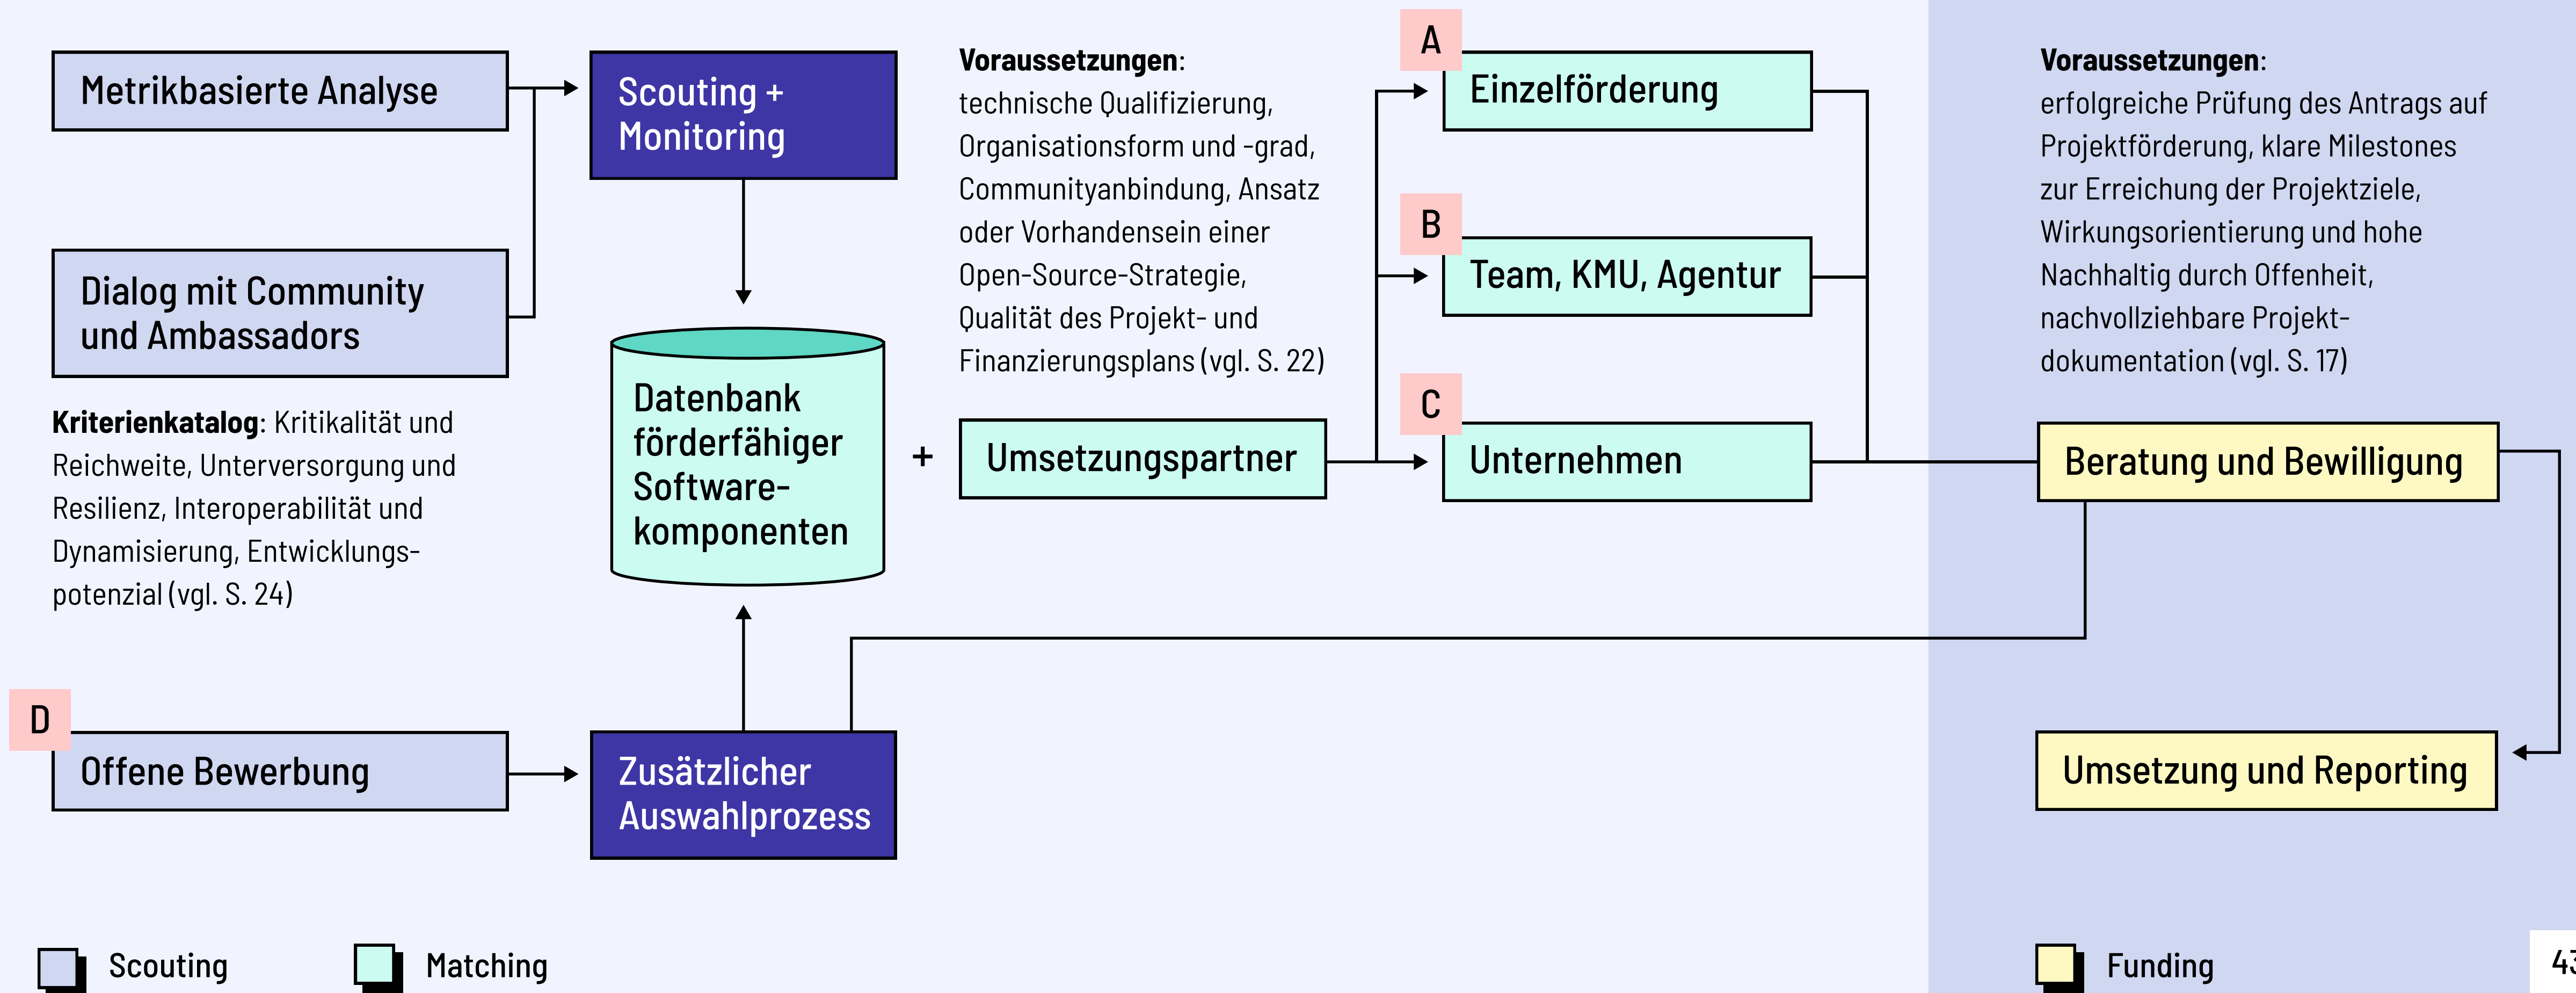 Metrikbasierte Analyse
Dialog mit Community
und Ambassadors
Kriterienkatalog: Kritikalität und
Reichweite, Unterversorgung und
Resilienz, Interoperabilität und
Dynamisierung, Entwicklungs-
potenzial (vgl. S. 24)
D
Offene Bewerbung
Scouting +
Monitoring
Datenbank
förderfähiger
Software-
komponenten
Zusätzlicher
Auswahlprozess
+
Voraussetzungen:
technische Qualifizierung,
Organisationsform und -grad,
Communityanbindung, Ansatz
oder Vorhandensein einer
Open-Source-Strategie,
Qualität des Projekt- und
Finanzierungsplans (vgl. S. 22)
Umsetzungspartner
A
Einzelförderung
B
Team, KMU, Agentur
C
Unternehmen
Voraussetzungen:
erfolgreiche Prüfung des Antrags auf
Projektförderung, klare Milestones
zur Erreichung der Projektziele,
Wirkungsorientierung und hohe
Nachhaltig durch Offenheit,
nachvollziehbare Projekt-
dokumentation (vgl. S. 17)
Beratung und Bewilligung
Umsetzung und Reporting
Scouting
Matching
Funding
43